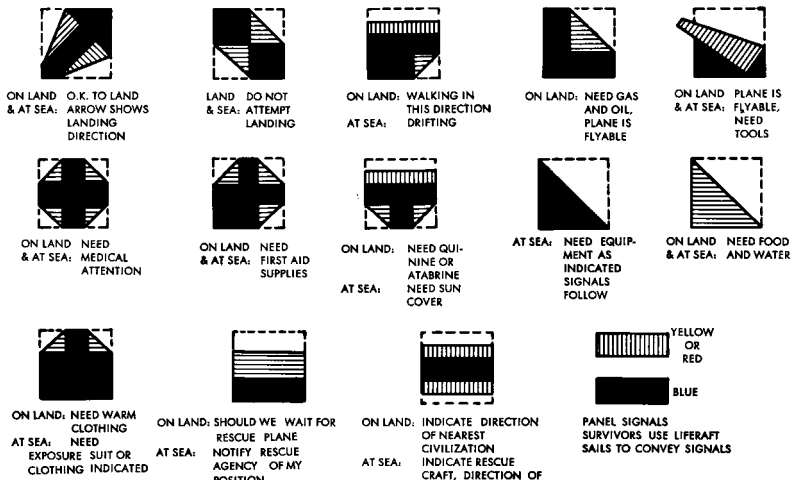 ON LAND O.K. TO LAND
& AT SEA: ARROW SHOWS
LANDING
DIRECTION
LAND DO NOT
& SEA: ATTEMPT
LANDING
ON LAND: WALKING IN
THIS DIRECTION
AT SEA: DRIFTING
ON LAND: NEED GAS
AND OIL,
PLANE IS
FLYABLE
ON LAND PLANE IS
& AT SEA: FLYABLE,
NEED
TOOLS
ON LAND NEED
& AT SEA: MEDICAL
ATTENTION
ON LAND NEED
& AT SEA: FIRST AID
SUPPLIES
ON LAND: NEED QUI-
NINE OR
ATABRINE
AT SEA: NEED SUN
COVER
AT SEA: NEED EQUIP-
MENT AS
INDICATED
SIGNALS
FOLLOW
ON LAND NEED FOOD
& AT SEA: AND WATER
ON LAND: NEED WARM
CLOTHING
AT SEA: NEED
EXPOSURE SUIT OR
CLOTHING INDICATED
ON LAND: SHOULD WE WAIT FOR
RESCUE PLANE
AT SEA: NOTIFY RESCUE
AGENCY OF MY
POSITION
ON LAND: INDICATE DIRECTION
OF NEAREST
CIVILIZATION
AT SEA: INDICATE RESCUE
CRAFT, DIRECTION OF
YELLOW
OR
RED
BLUE
PANEL SIGNALS
SURVIVORS USE LIFERAFT
SAILS TO CONVEY SIGNALS